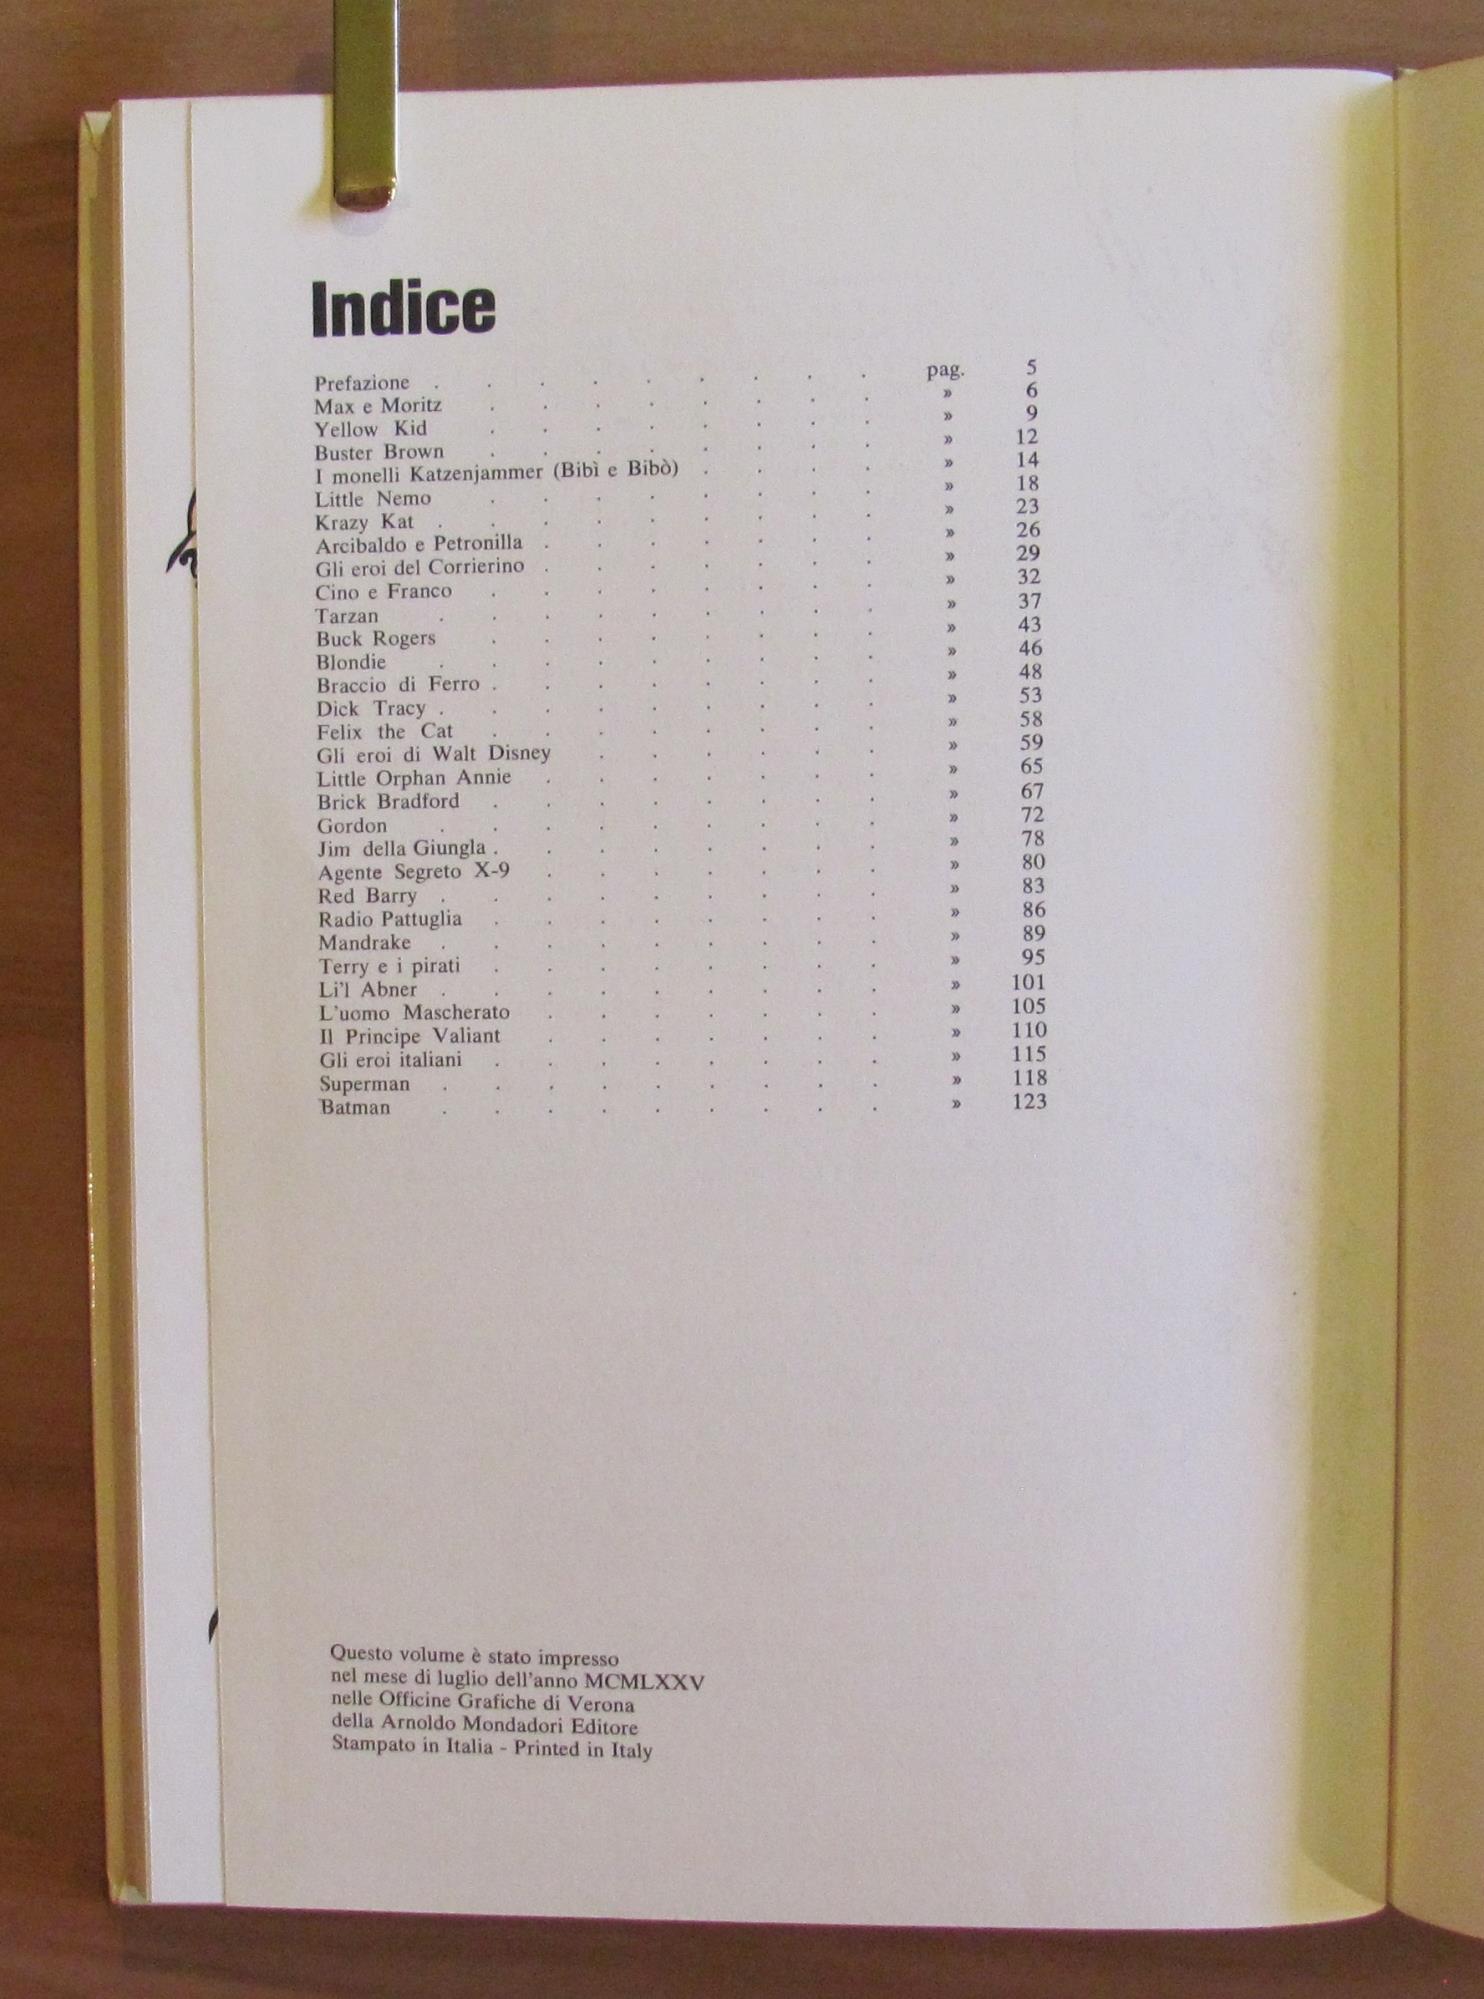 Indice
Prefazione . . . . . . . . . pag. 5
Max e Moritz . . . . . . . . » 6
Yellow Kid . . . . . . . . » 9
Buster Brown . . . . . . . . » 12
I monelli Katzenjammer (Bibì e Bibò) . . . . » 14
Little Nemo . . . . . . . . » 18
Krazy Kat . . . . . . . . . » 23
Arcibaldo e Petronilla . . . . . . . » 26
Gli eroi del Corrierino . . . . . . . » 29
Cino e Franco . . . . . . . . » 32
Tarzan . . . . . . . . . » 37
Buck Rogers . . . . . . . . » 43
Blondie . . . . . . . . . » 46
Braccio di Ferro . . . . . . . . » 48
Dick Tracy . . . . . . . . . » 53
Felix the Cat . . . . . . . . » 58
Gli eroi di Walt Disney . . . . . . » 59
Little Orphan Annie . . . . . . . » 65
Brick Bradford . . . . . . . . » 67
Gordon . . . . . . . . . » 72
Jim della Giungla . . . . . . . . » 78
Agente Segreto X-9 . . . . . . . » 80
Red Barry . . . . . . . . . » 83
Radio Pattuglia . . . . . . . . » 86
Mandrake . . . . . . . . . » 89
Terry e i pirati . . . . . . . . » 95
Li'l Abner . . . . . . . . . » 101
L'uomo Mascherato . . . . . . . » 105
Il Principe Valiant . . . . . . . » 110
Gli eroi italiani . . . . . . . . » 115
Superman . . . . . . . . . » 118
Batman . . . . . . . . . » 123
Questo volume è stato impresso
nel mese di luglio dell'anno MCMLXXV
nelle Officine Grafiche di Verona
della Arnoldo Mondadori Editore
Stampato in Italia - Printed in Italy